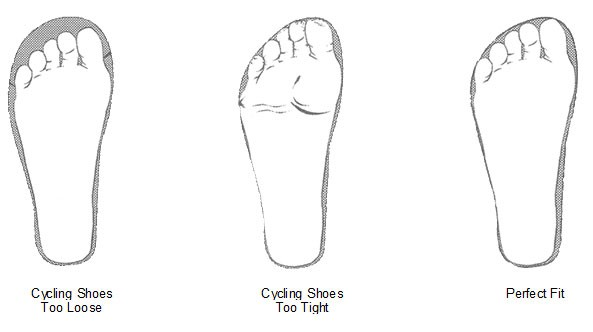 Cycling Shoes
Too Loose
Cycling Shoes
Too Tight
Perfect Fit